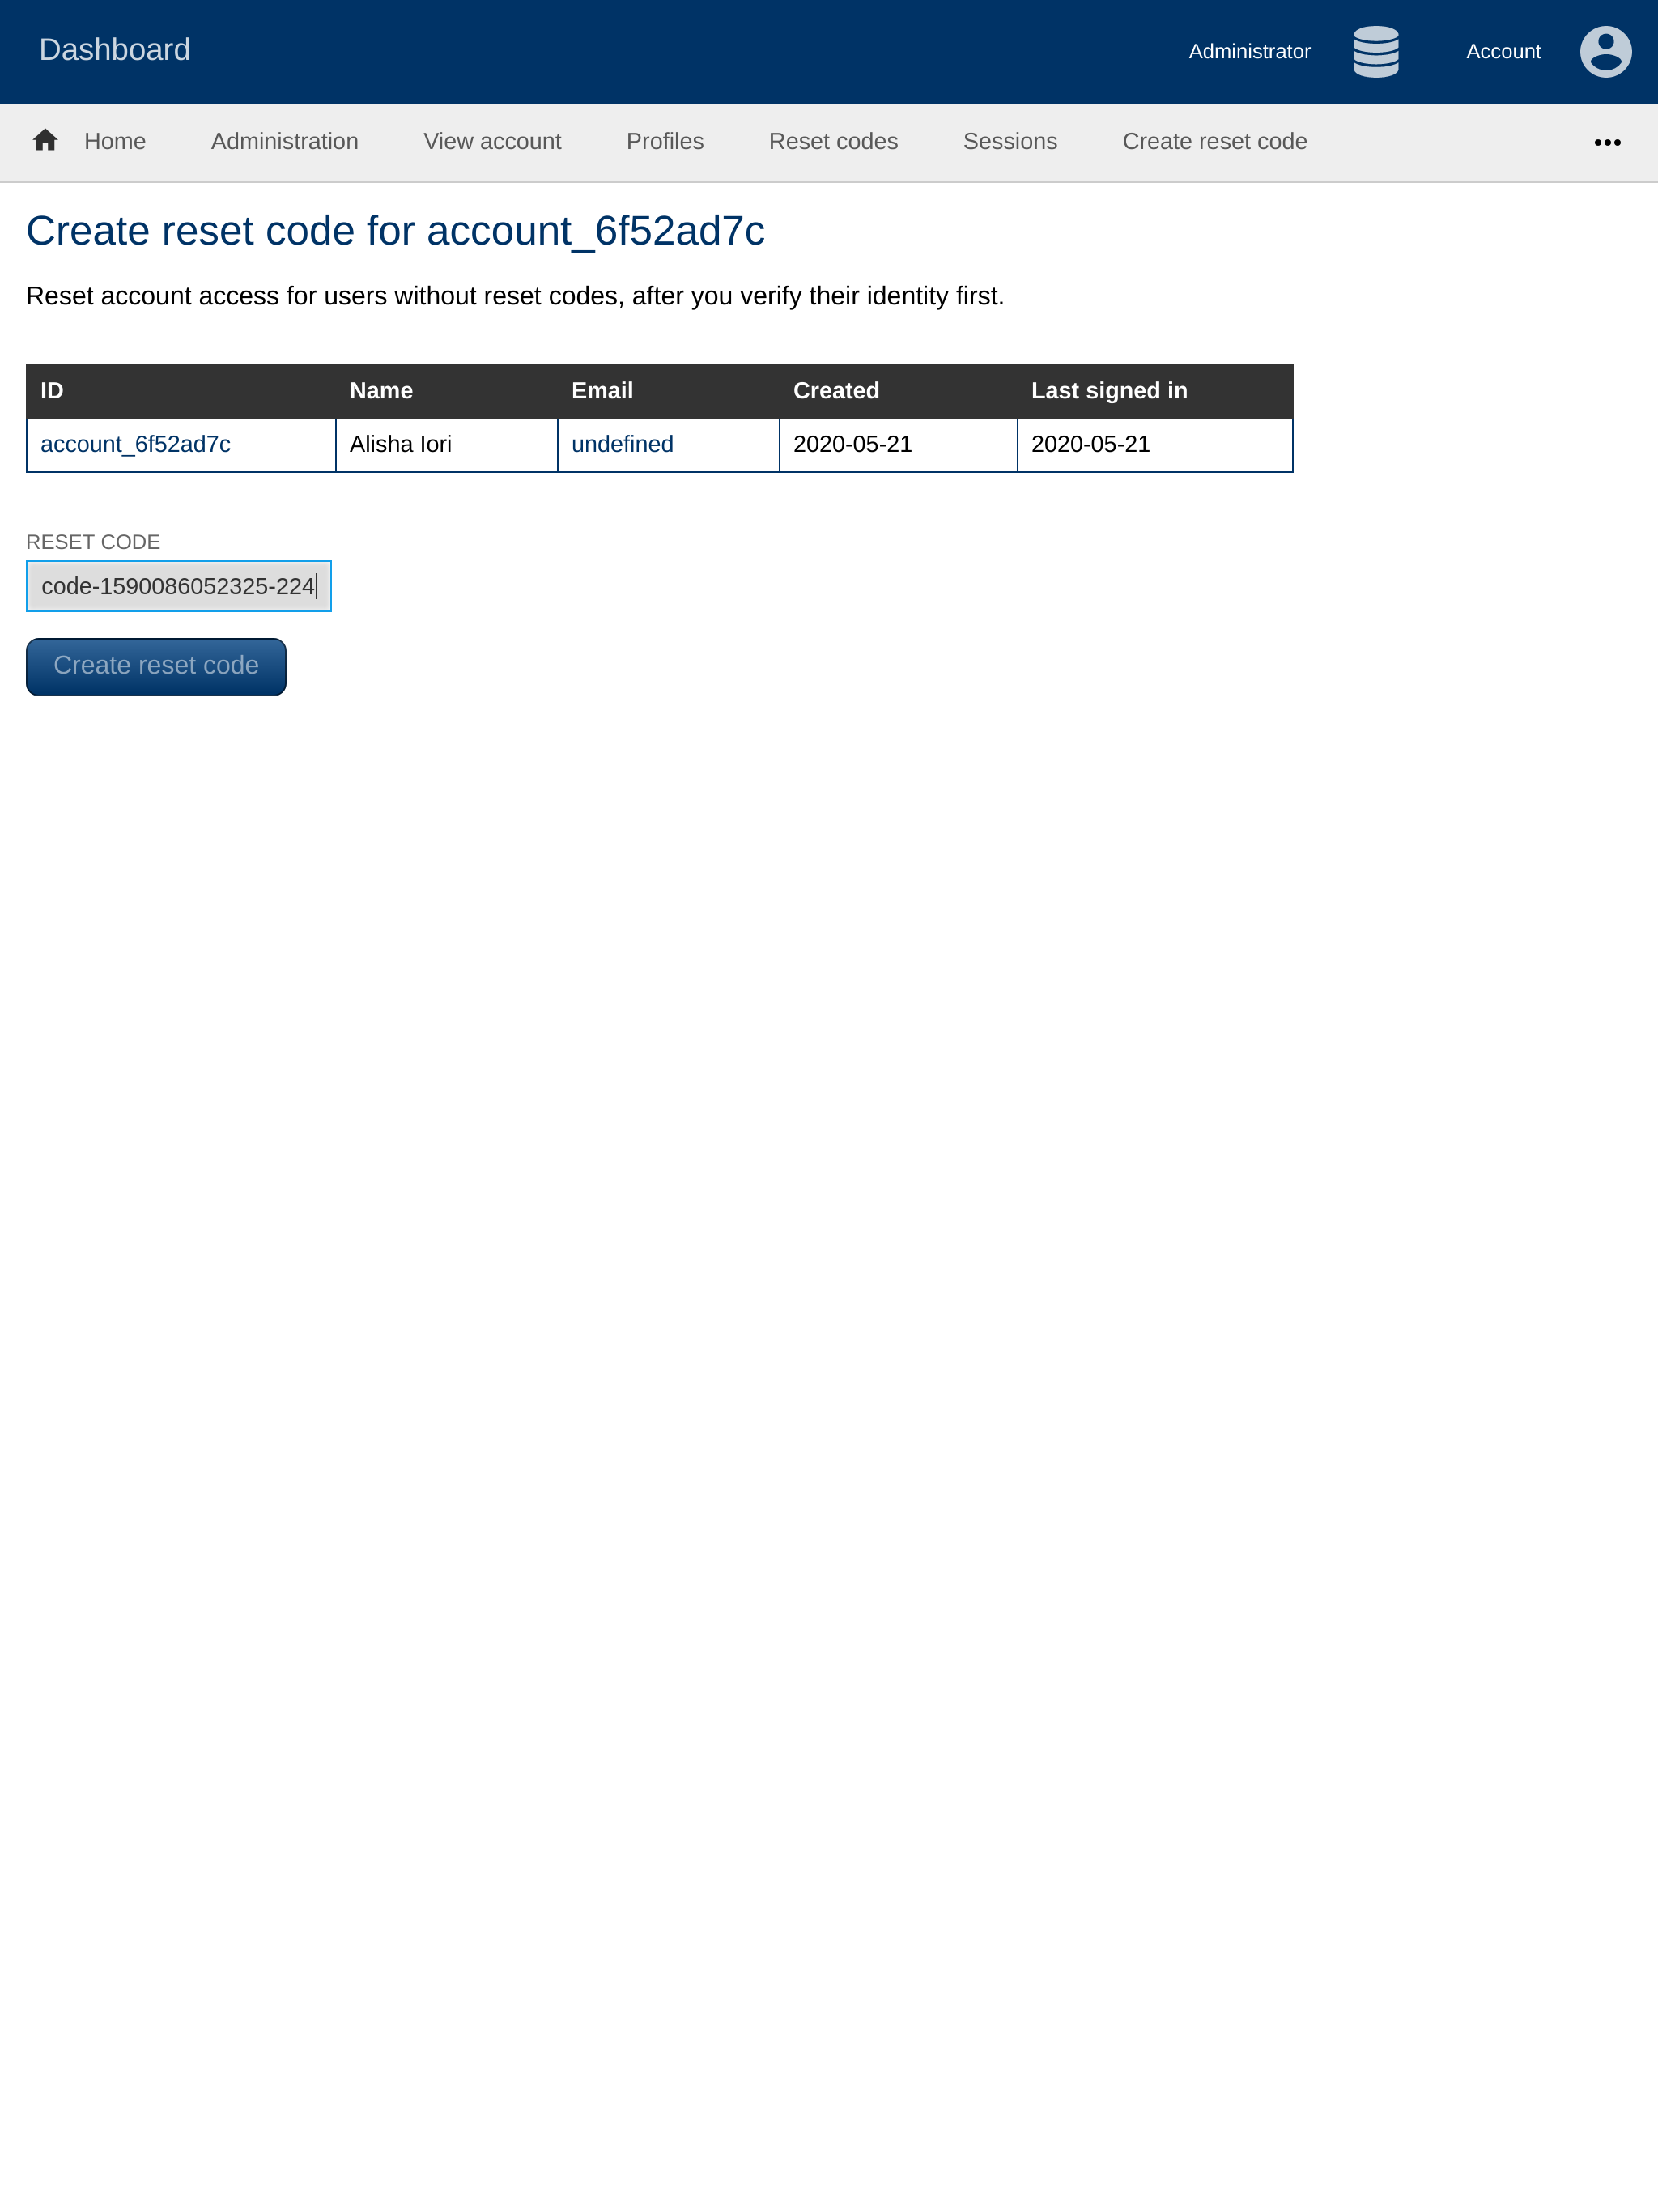 Dashboard Administrator Account
Home Administration View account Profiles Reset codes Sessions Create reset code •••
Create reset code for account_6f52ad7c
Reset account access for users without reset codes, after you verify their identity first.
ID Name Email Created Last signed in
account_6f52ad7c Alisha Iori undefined 2020-05-21 2020-05-21
RESET CODE
code-1590086052325-224
Create reset code